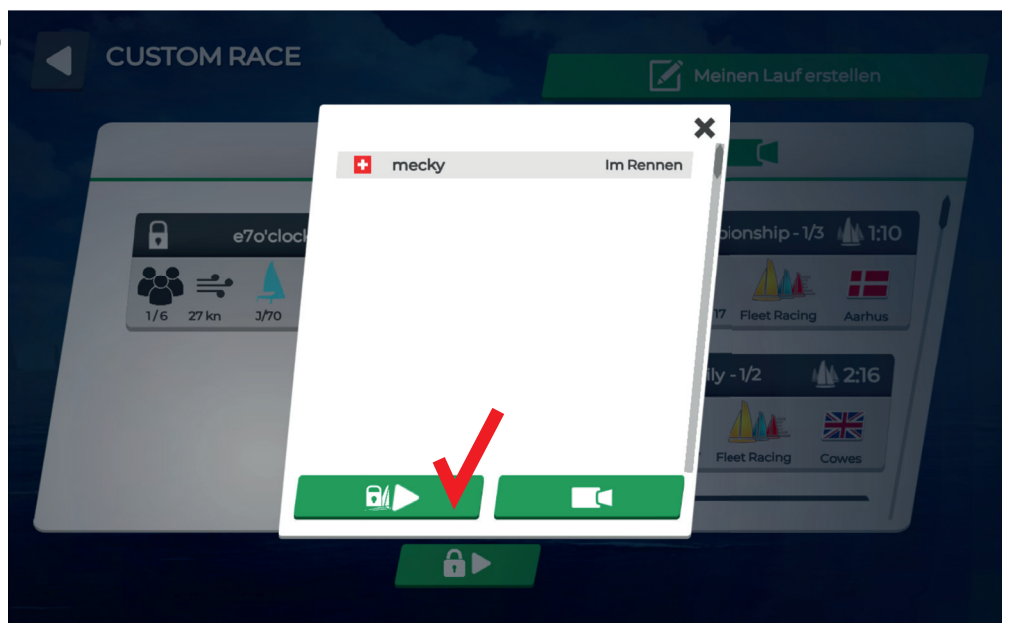 CUSTOM RACE
Meinen Lauf erstellen
mecky Im Rennen
e7o'clock
1/6 27 kn J/70
pionship - 1/3 1:10
17 Fleet Racing Aarhus
ily - 1/2 2:16
Fleet Racing Cowes